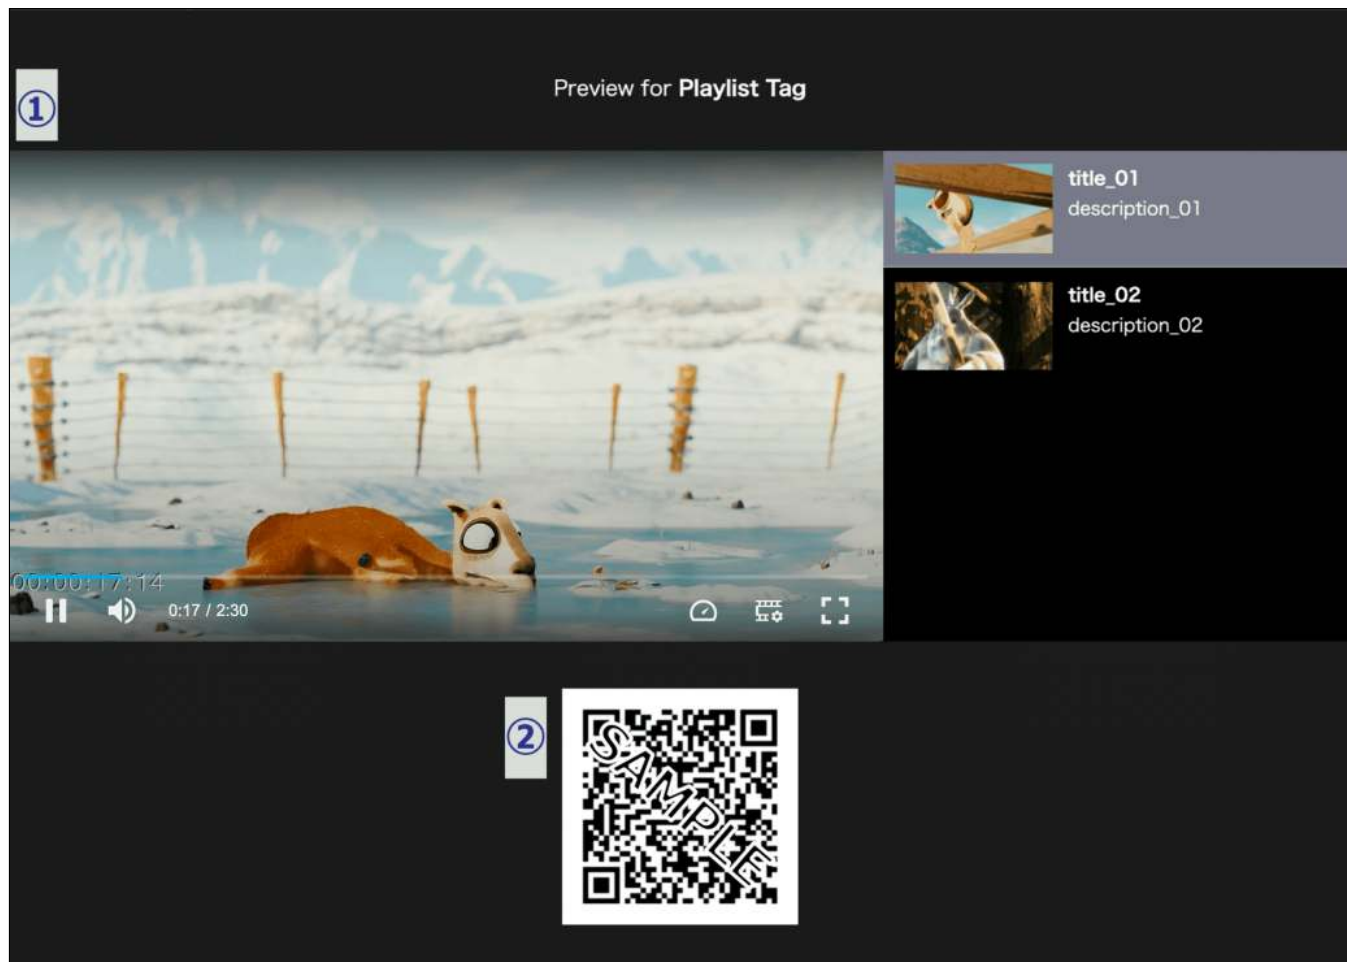 Preview for Playlist Tag
①
title_01
description_01
title_02
description_02
00:00:17:14
0:17 / 2:30
②
SAMPLE